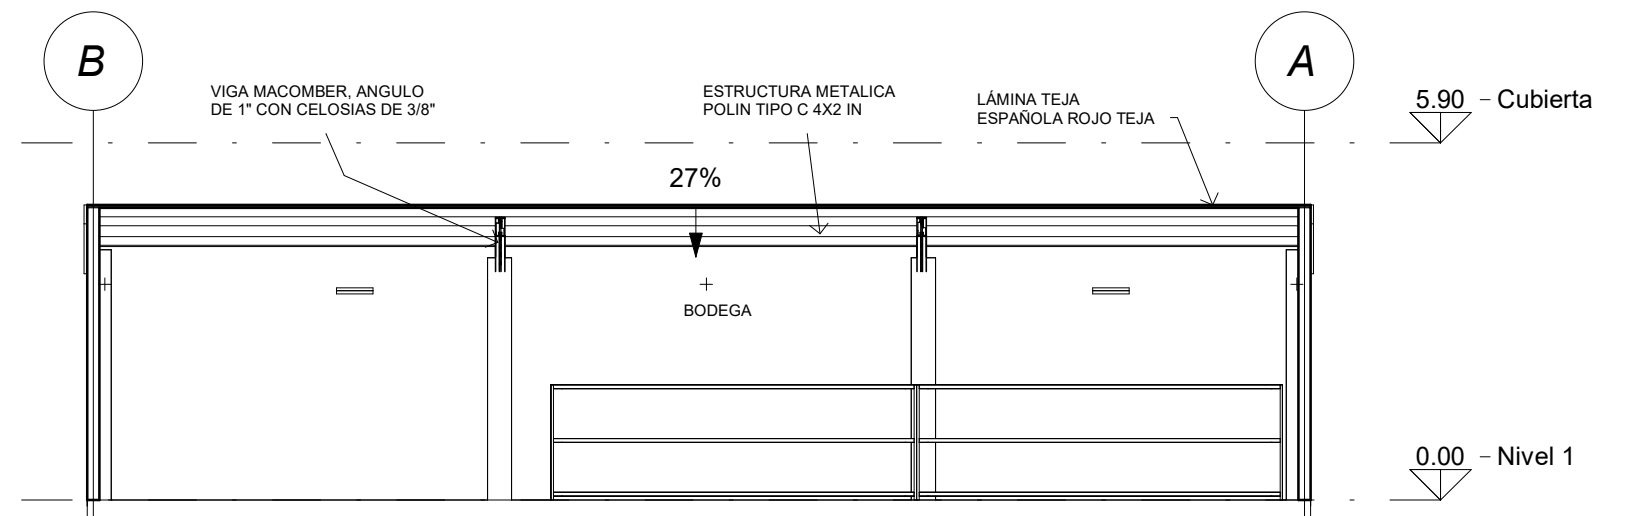 B
A
VIGA MACOMBER, ANGULO
DE 1" CON CELOSIAS DE 3/8"
ESTRUCTURA METALICA
POLIN TIPO C 4X2 IN
LÁMINA TEJA
ESPAÑOLA ROJO TEJA
5.90 - Cubierta
27%
BODEGA
0.00 - Nivel 1